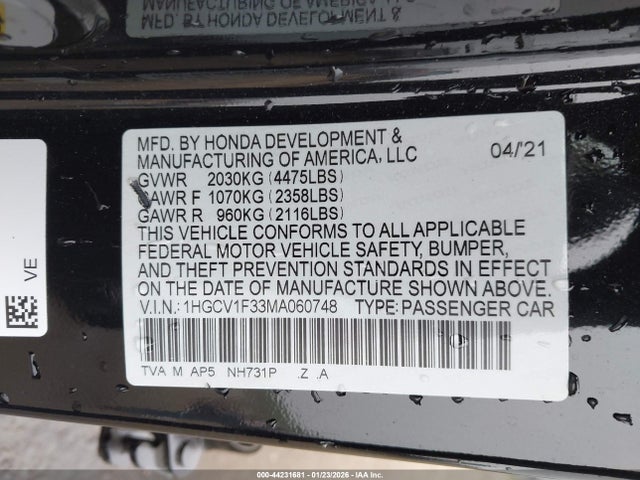 MFD. BY HONDA DEVELOPMENT &
MANUFACTURING OF AMERICA, LLC 04/'21
GVWR 2030KG (4475LBS)
GAWR F 1070KG (2358LBS)
GAWR R 960KG (2116LBS)
THIS VEHICLE CONFORMS TO ALL APPLICABLE
FEDERAL MOTOR VEHICLE SAFETY, BUMPER,
AND THEFT PREVENTION STANDARDS IN EFFECT
ON THE DATE OF MANUFACTURE SHOWN ABOVE.
V.I.N.: 1HGCV1F33MA060748 TYPE: PASSENGER CAR
TVA M AP5 NH731P .Z .A
VE
000-44231681 - 01/23/2026 - IAA Inc.